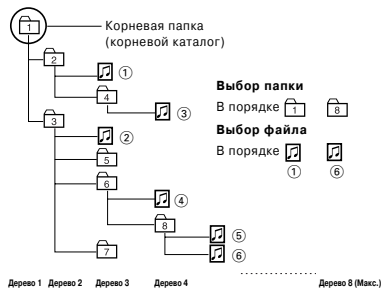 1
Корневая папка
(корневой каталог)
2
①
4
③
3
②
5
6
④
8
⑤
⑥
7
Выбор папки
В порядке 1 8
Выбор файла
В порядке
① ⑥
Дерево 1 Дерево 2 Дерево 3 Дерево 4 Дерево 8 (Макс.)